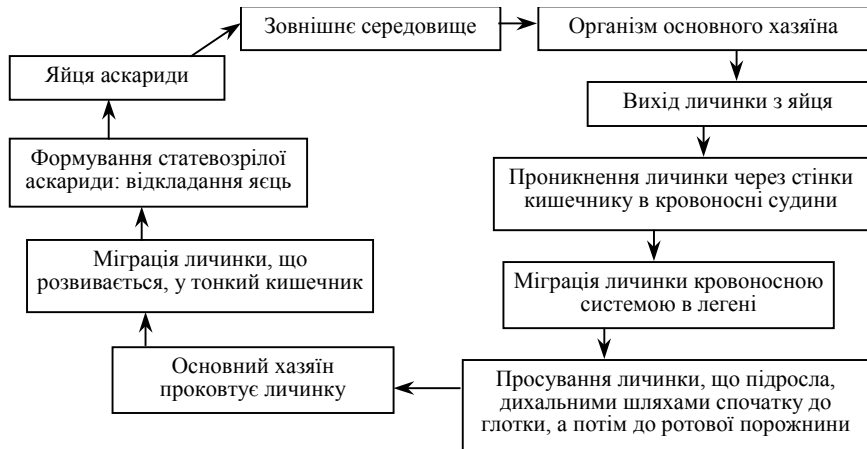 Зовнішнє середовище
Організм основного хазяїна
Яйця аскариди
Вихід личинки з яйця
Формування статевозрілої
аскариди: відкладання яєць
Проникнення личинки через стінки
кишечнику в кровоносні судини
Міграція личинки, що
розвивається, у тонкий кишечник
Міграція личинки кровоносною
системою в легені
Основний хазяїн
проковтує личинку
Просування личинки, що підросла,
дихальними шляхами спочатку до
глотки, а потім до ротової порожнини